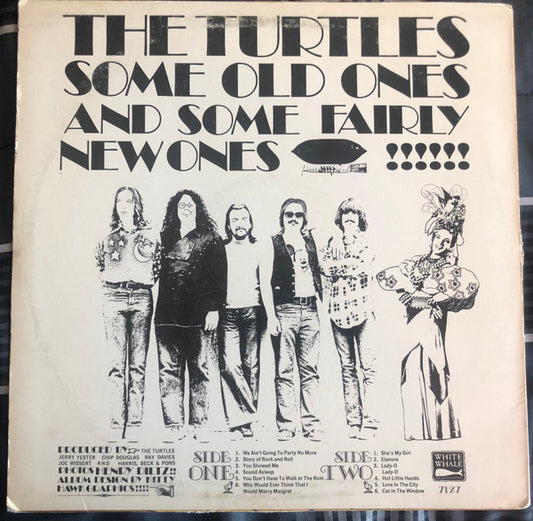 THE TURTLES
SOME OLD ONES
AND SOME FAIRLY
NEW ONES !!!!!!
PRODUCED BY THE TURTLES
JERRY YESTER CHIP DOUGLAS RAY DAVIES
JOE WISSERT AND HARRIS, BECK & PONS
PHOTOS HENRY DILTZ
ALBUM DESIGN BY KITTY
HAWK GRAPHICS!!!!
SIDE
ONE
1. We Ain't Going To Party No More
2. Story of Rock and Roll
3. You Showed Me
4. Sound Asleep
5. You Don't Have To Walk In The Rain
6. Who Would Ever Think That I
Would Marry Margret
SIDE
TWO
1. She's My Girl
2. Elenore
3. Lady-O
Lady-O
4. Hot Little Hands
5. Love In The City
6. Cat In The Window
WHITE
WHALE
7127